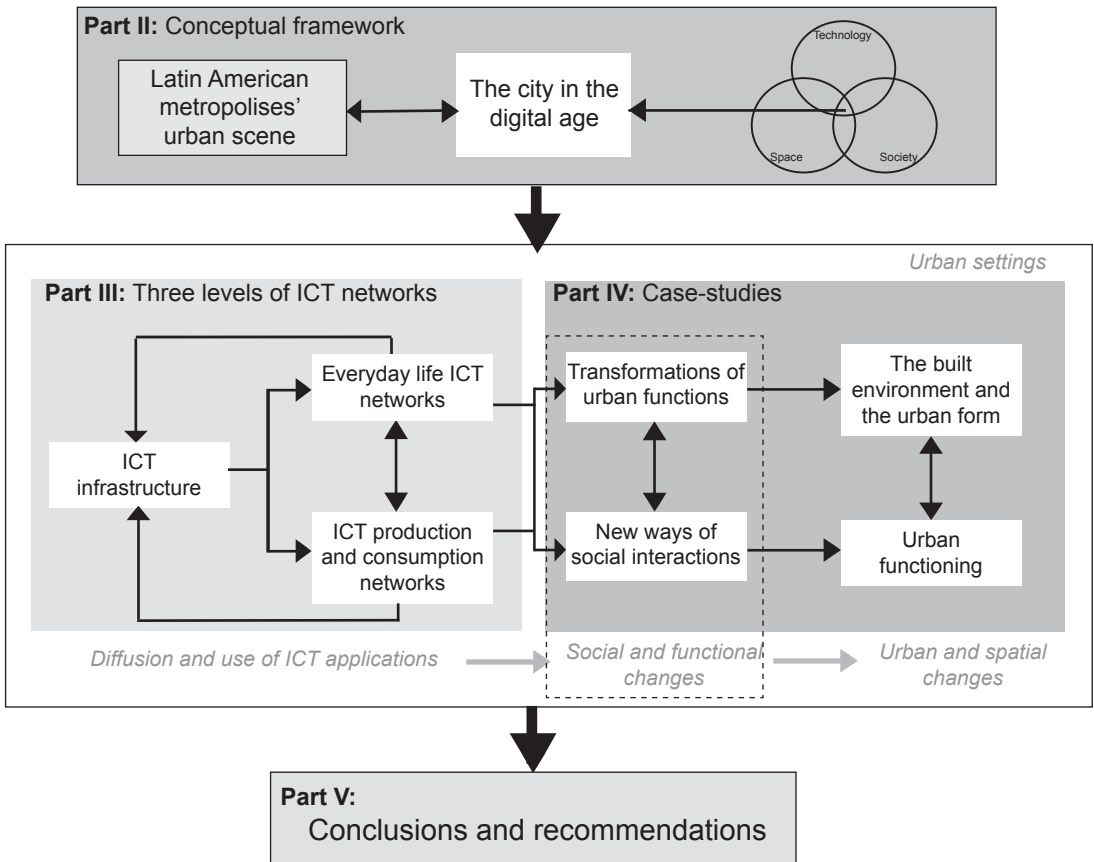 Part II: Conceptual framework
Latin American
metropolises’
urban scene
The city in the
digital age
Technology
Space
Society
Urban settings
Part III: Three levels of ICT networks
Everyday life ICT
networks
ICT
infrastructure
ICT production
and consumption
networks
Part IV: Case-studies
Transformations of
urban functions
The built
environment and
the urban form
New ways of
social interactions
Urban
functioning
Diffusion and use of ICT applications
Social and functional
changes
Urban and spatial
changes
Part V:
Conclusions and recommendations